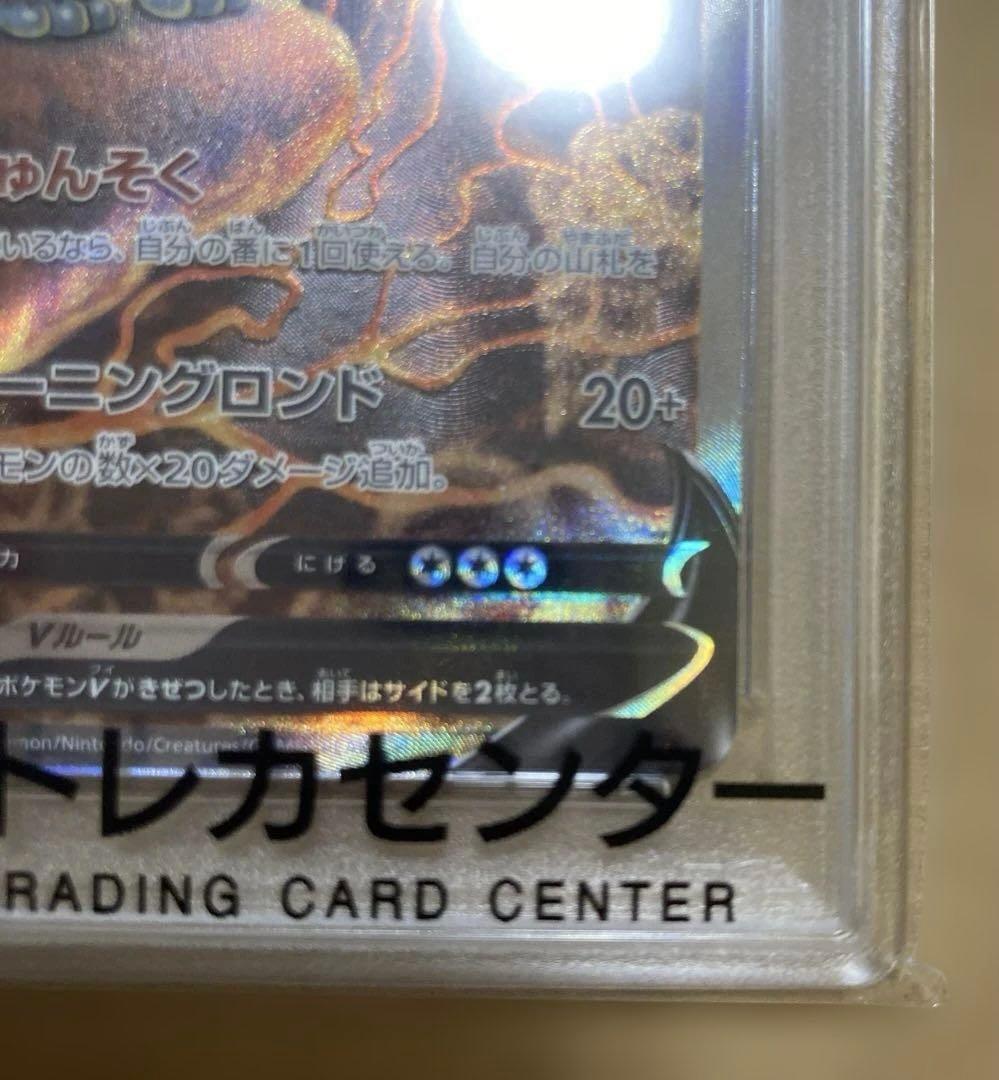 ゅんそく
いるなら、自分の番に1回使える。自分の山札を
ーニングロンド 20+
モンの数×20ダメージ追加。
カ にげる
Vルール
ポケモンVがきぜつしたとき、相手はサイドを2枚とる。
mon/Nintendo/Creatures/
トレカセンター
RADING CARD CENTER